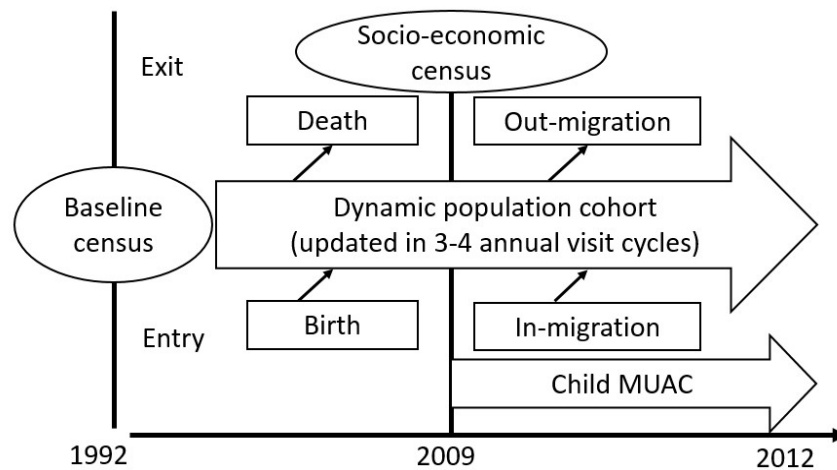 Socio-economic
census
Exit
Death
Out-migration
Baseline
census
Dynamic population cohort
(updated in 3-4 annual visit cycles)
Birth
In-migration
Entry
Child MUAC
1992
2009
2012